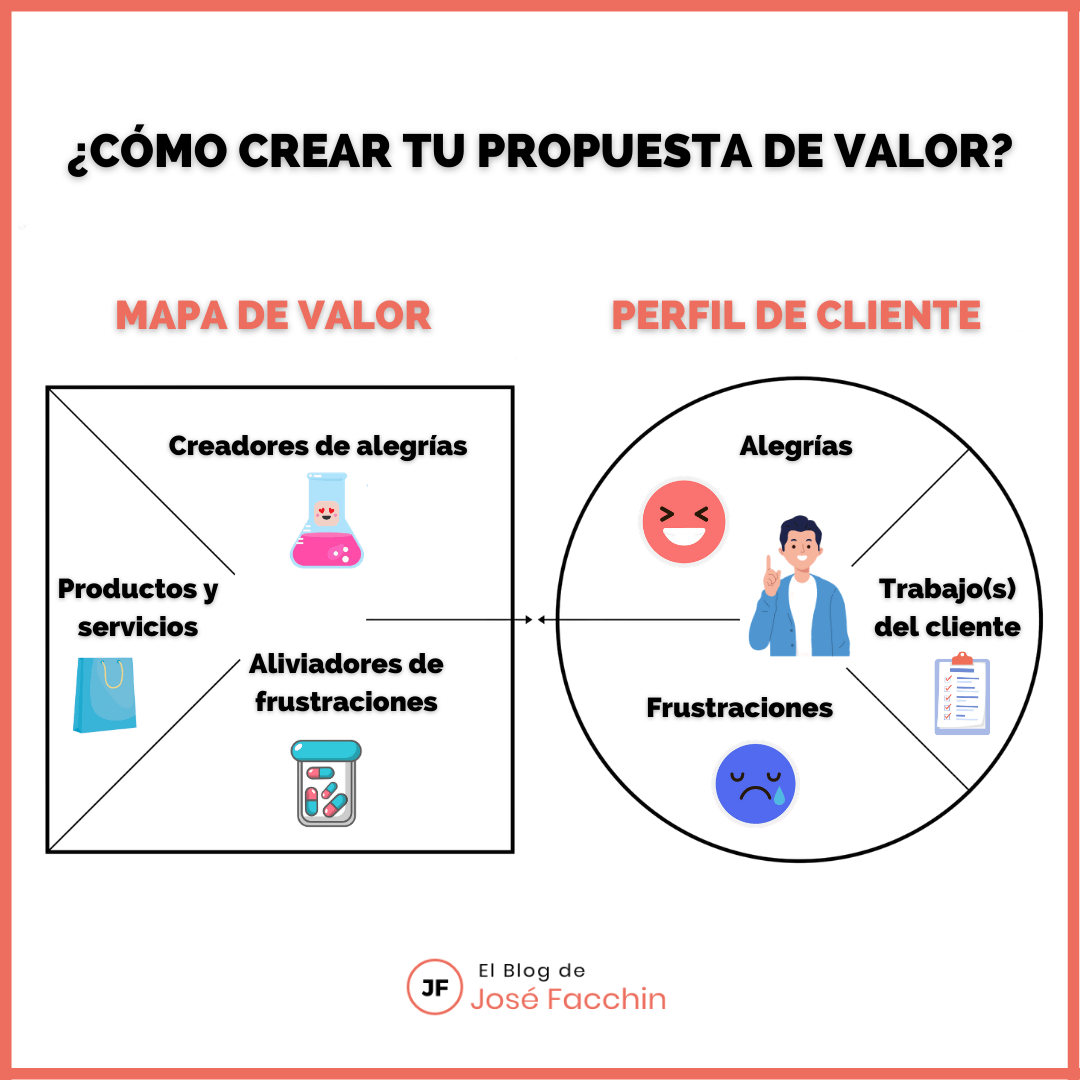 ¿CÓMO CREAR TU PROPUESTA DE VALOR?
MAPA DE VALOR
PERFIL DE CLIENTE
Creadores de alegrías
Productos y
servicios
Aliviadores de
frustraciones
Alegrías
Trabajo(s)
del cliente
Frustraciones
JF
El Blog de
José Facchin